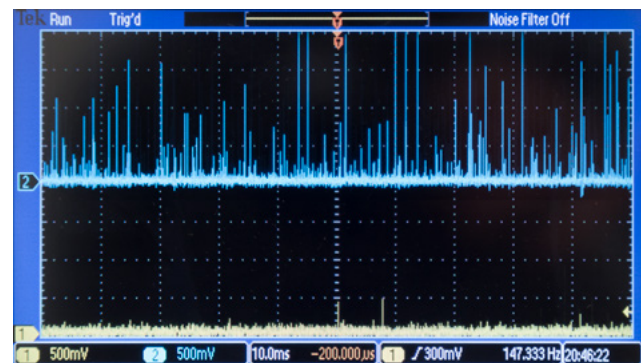 Tek Run Trig'd Noise Filter Off
2
1
1 500mV 2 500mV 10.0ms -200.000µs 1 300mV 147.333 Hz 20:46:22